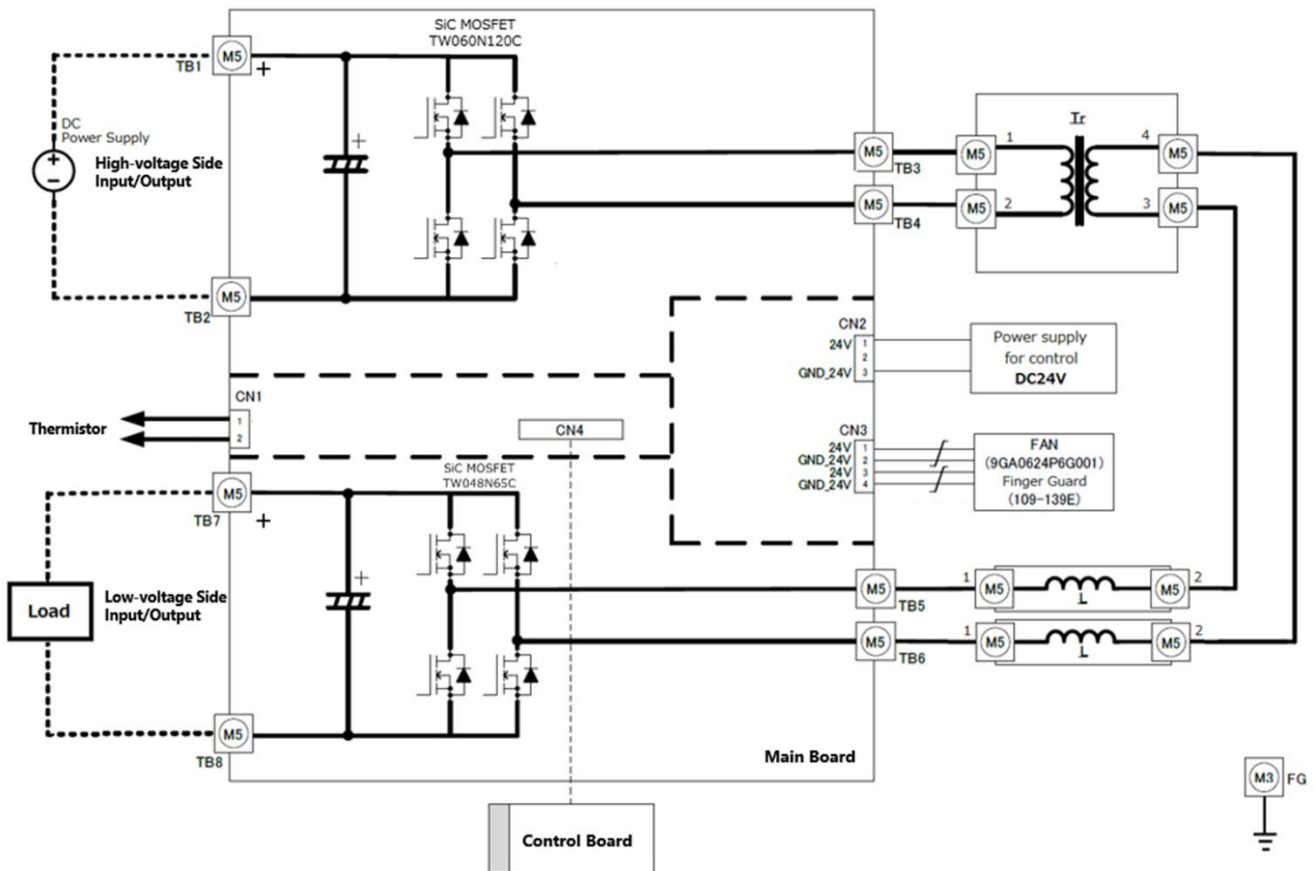 SiC MOSFET
TW060N120C
M5
TB1
+
DC
Power Supply
+
−
High-voltage Side
Input/Output
+
M5
TB3
M5
TB4
M5
M5
1
2
Tr
4
3
M5
M5
M5
TB2
CN2
24V 1
2
GND_24V 3
Power supply
for control
DC24V
CN1
1
2
Thermistor
CN4
CN3
24V 1
GND_24V 2
24V 3
GND_24V 4
FAN
(9GA0624P6G001)
Finger Guard
(109-139E)
SiC MOSFET
TW048N65C
M5
TB7
+
Load
Low-voltage Side
Input/Output
+
M5
TB5
1
M5
L
M5
2
M5
TB6
1
M5
L
M5
2
M5
TB8
Main Board
M3 FG
Control Board